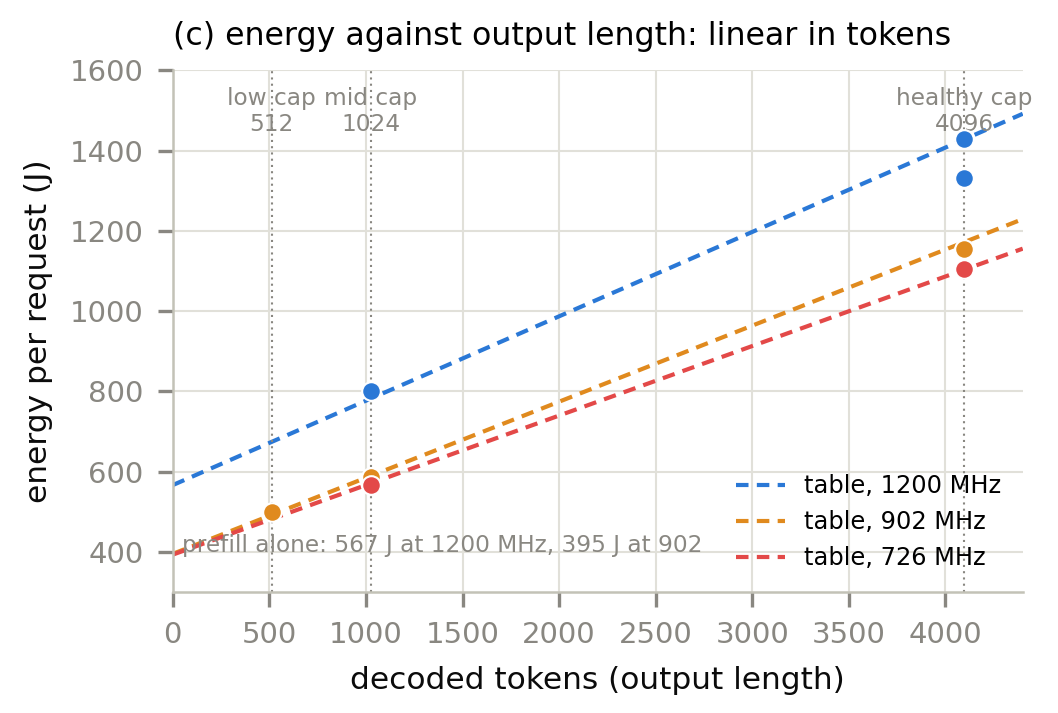 (c) energy against output length: linear in tokens
energy per request (J)
1600
1400
1200
1000
800
600
400
low cap
512
mid cap
1024
healthy cap
4096
prefill alone: 567 J at 1200 MHz, 395 J at 902
table, 1200 MHz
table, 902 MHz
table, 726 MHz
0 500 1000 1500 2000 2500 3000 3500 4000
decoded tokens (output length)